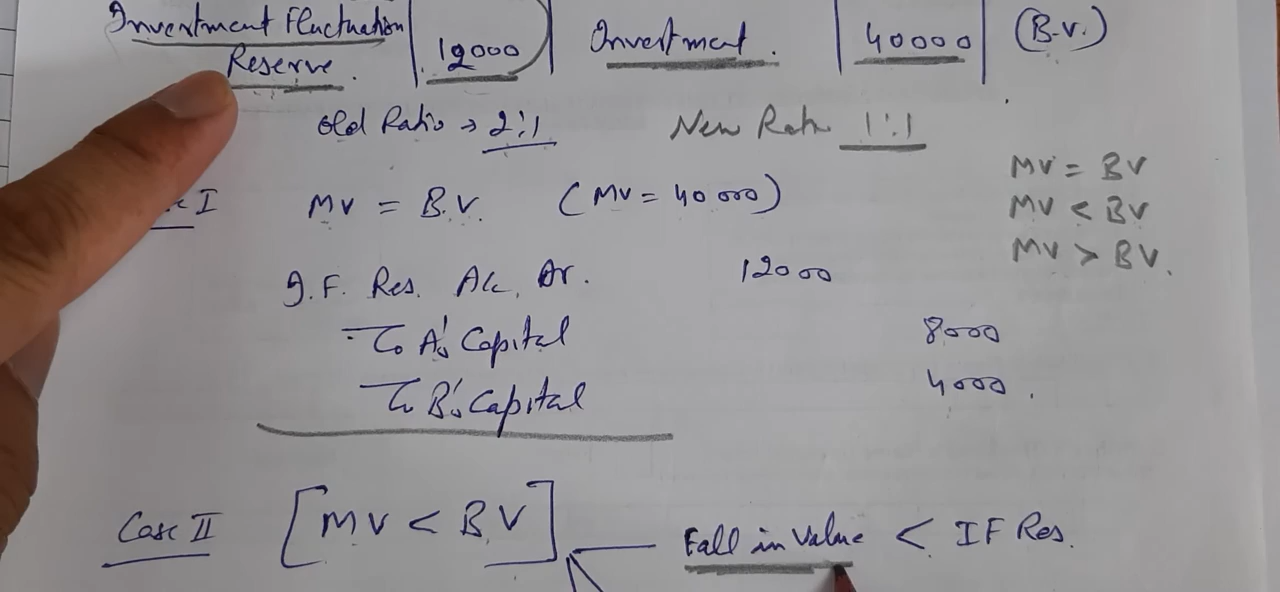 Investment Fluctuation Reserve. 12000 Investment. 40000 (B.V.)
Old Ratio → 2:1 New Ratio 1:1
I MV = B.V. (MV = 40000)
MV = BV
MV < BV
MV > BV.
I.F. Res. A/c. Dr. 12000
To A's Capital 8000
To B's Capital 4000.
Case II [MV < BV] Fall in Value < IF Res.